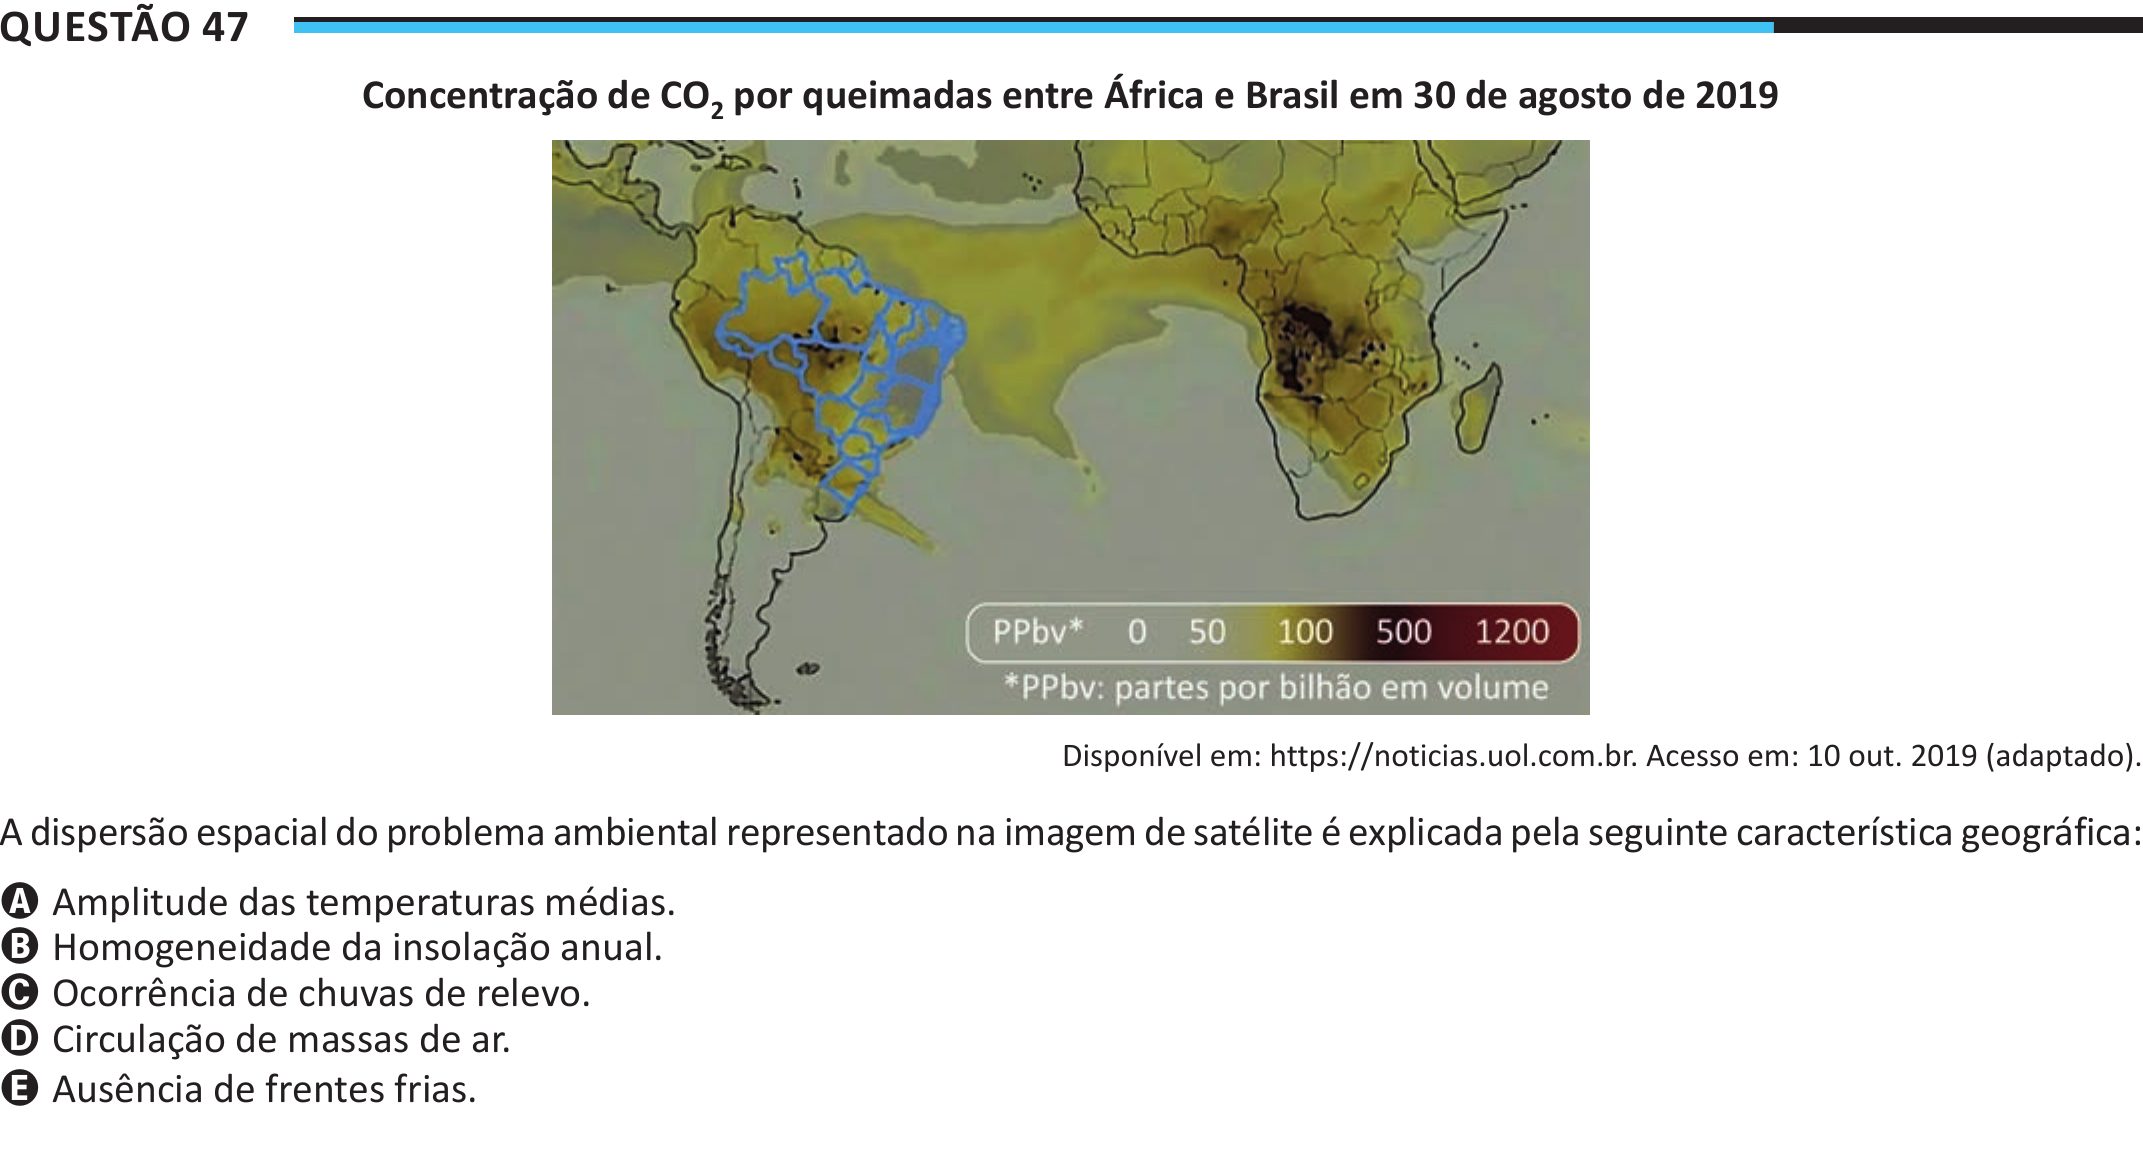 QUESTÃO 47
Concentração de CO₂ por queimadas entre África e Brasil em 30 de agosto de 2019
PPbv* 0 50 100 500 1200
*PPbv: partes por bilhão em volume
Disponível em: https://noticias.uol.com.br. Acesso em: 10 out. 2019 (adaptado).
A dispersão espacial do problema ambiental representado na imagem de satélite é explicada pela seguinte característica geográfica:
A Amplitude das temperaturas médias.
B Homogeneidade da insolação anual.
C Ocorrência de chuvas de relevo.
D Circulação de massas de ar.
E Ausência de frentes frias.